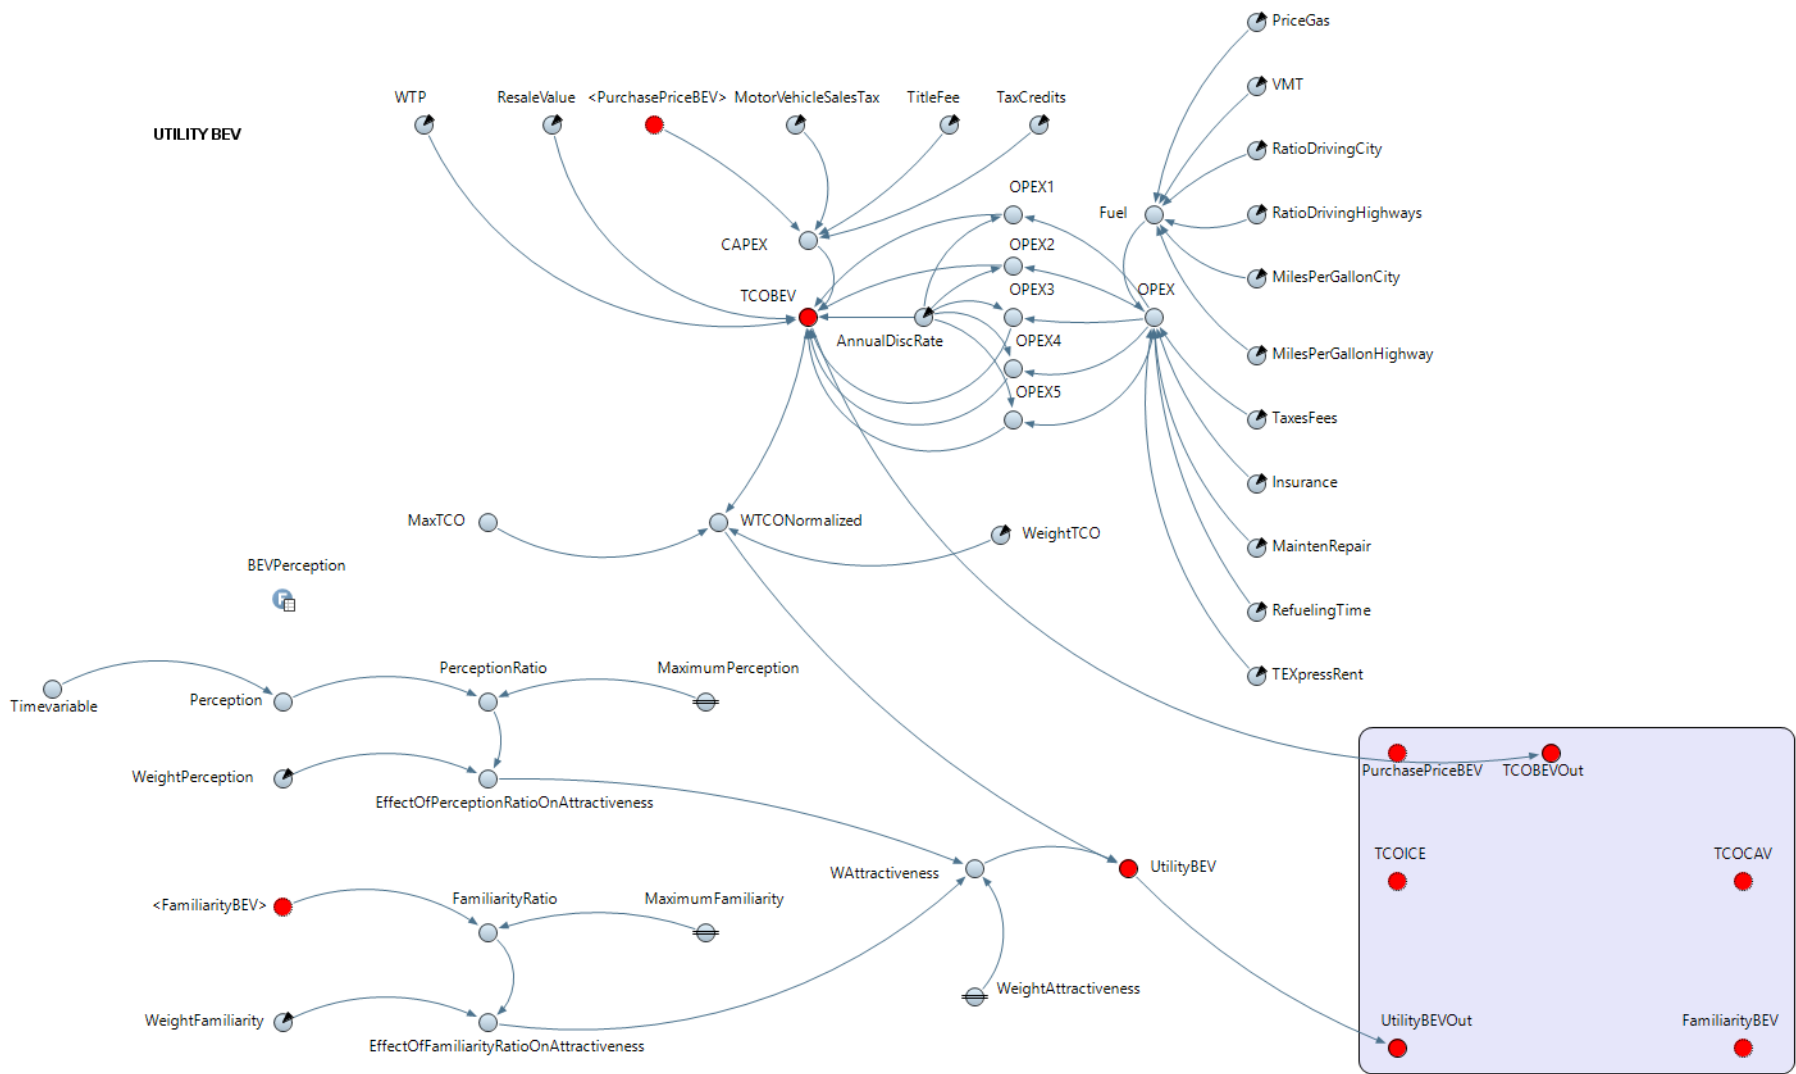 PriceGas
VMT
WTP
ResaleValue
<PurchasePriceBEV>
MotorVehicleSalesTax
TitleFee
TaxCredits
UTILITY BEV
RatioDrivingCity
OPEX1
Fuel
RatioDrivingHighways
CAPEX
OPEX2
MilesPerGallonCity
TCOBEV
OPEX3
OPEX
AnnualDiscRate
OPEX4
MilesPerGallonHighway
OPEX5
TaxesFees
Insurance
MaxTCO
WTCONormalized
WeightTCO
MaintenRepair
BEVPerception
F
RefuelingTime
PerceptionRatio
MaximumPerception
TEXpressRent
Timevariable
Perception
WeightPerception
PurchasePriceBEV
TCOBEVOut
EffectOfPerceptionRatioOnAttractiveness
TCOICE
TCOCAV
WAttractiveness
UtilityBEV
<FamiliarityBEV>
FamiliarityRatio
MaximumFamiliarity
WeightAttractiveness
WeightFamiliarity
UtilityBEVOut
FamiliarityBEV
EffectOfFamiliarityRatioOnAttractiveness